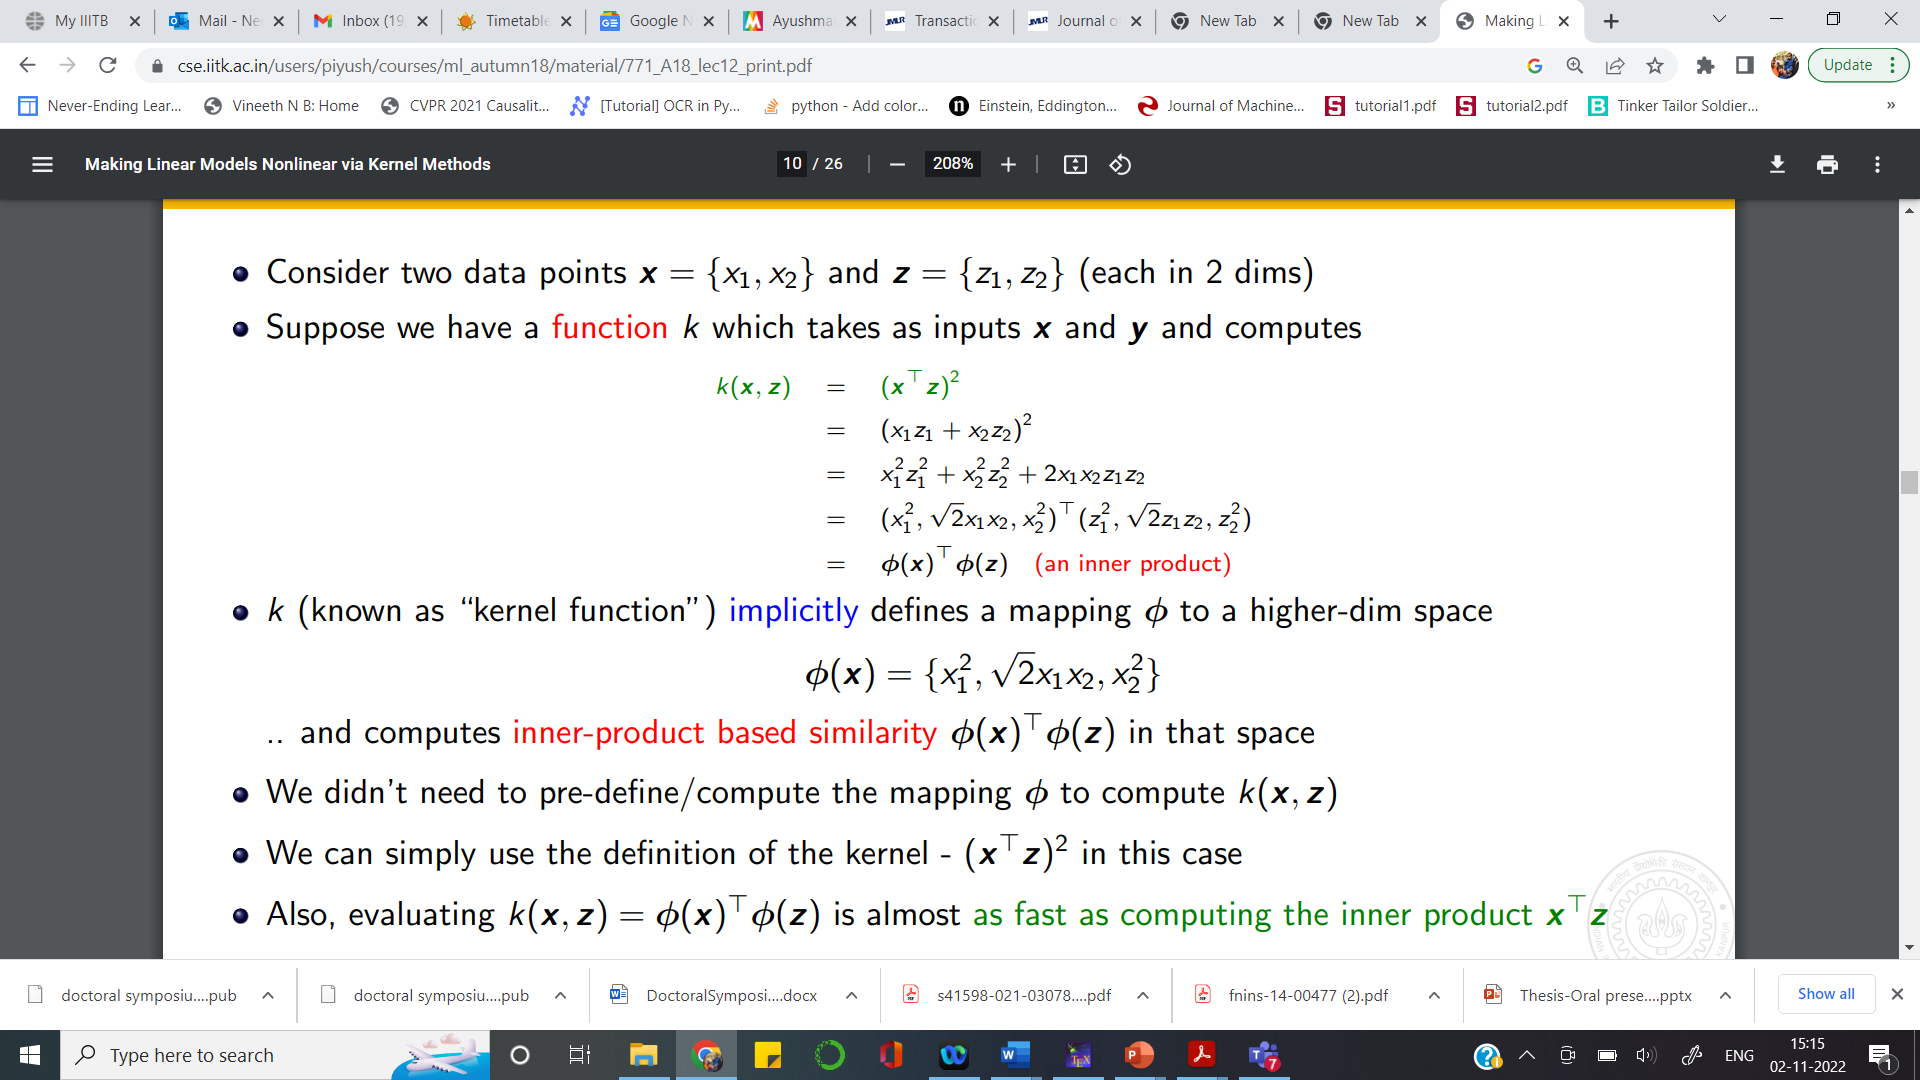 My IIITB
Mail - Ne
Inbox (19
Timetable
Google N
Ayushma
Transactio
Journal o
New Tab
New Tab
Making L
cse.iitk.ac.in/users/piyush/courses/ml_autumn18/material/771_A18_lec12_print.pdf
Update
Never-Ending Lear...
Vineeth N B: Home
CVPR 2021 Causalit...
[Tutorial] OCR in Py...
python - Add color...
Einstein, Eddington...
Journal of Machine...
tutorial1.pdf
tutorial2.pdf
Tinker Tailor Soldier...
»
Making Linear Models Nonlinear via Kernel Methods
10 / 26
208%
Consider two data points x = {x₁, x₂} and z = {z₁, z₂} (each in 2 dims)
Suppose we have a function k which takes as inputs x and y and computes
k(x, z) = (x⊤z)²
= (x₁z₁ + x₂z₂)²
= x₁²z₁² + x₂²z₂² + 2x₁x₂z₁z₂
= (x₁², √2x₁x₂, x₂²)⊤(z₁², √2z₁z₂, z₂²)
= ϕ(x)⊤ϕ(z) (an inner product)
k (known as “kernel function”) implicitly defines a mapping ϕ to a higher-dim space
ϕ(x) = {x₁², √2x₁x₂, x₂²}
.. and computes inner-product based similarity ϕ(x)⊤ϕ(z) in that space
We didn't need to pre-define/compute the mapping ϕ to compute k(x, z)
We can simply use the definition of the kernel - (x⊤z)² in this case
Also, evaluating k(x, z) = ϕ(x)⊤ϕ(z) is almost as fast as computing the inner product x⊤z
doctoral symposiu....pub
doctoral symposiu....pub
DoctoralSymposi....docx
s41598-021-03078....pdf
fnins-14-00477 (2).pdf
Thesis-Oral prese....pptx
Show all
Type here to search
7
ENG
15:15
02-11-2022
1